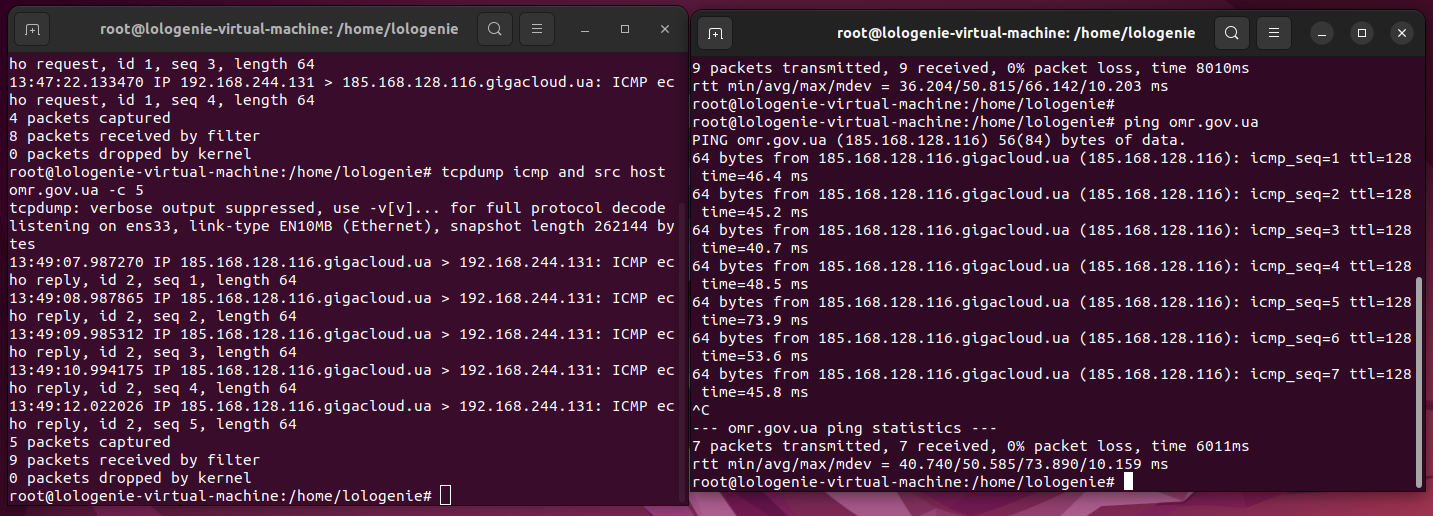 root@lologenie-virtual-machine: /home/lologenie
ho request, id 1, seq 3, length 64
13:47:22.133470 IP 192.168.244.131 > 185.168.128.116.gigacloud.ua: ICMP ec
ho request, id 1, seq 4, length 64
4 packets captured
8 packets received by filter
0 packets dropped by kernel
root@lologenie-virtual-machine:/home/lologenie# tcpdump icmp and src host
omr.gov.ua -c 5
tcpdump: verbose output suppressed, use -v[v]... for full protocol decode
listening on ens33, link-type EN10MB (Ethernet), snapshot length 262144 by
tes
13:49:07.987270 IP 185.168.128.116.gigacloud.ua > 192.168.244.131: ICMP ec
ho reply, id 2, seq 1, length 64
13:49:08.987865 IP 185.168.128.116.gigacloud.ua > 192.168.244.131: ICMP ec
ho reply, id 2, seq 2, length 64
13:49:09.985312 IP 185.168.128.116.gigacloud.ua > 192.168.244.131: ICMP ec
ho reply, id 2, seq 3, length 64
13:49:10.994175 IP 185.168.128.116.gigacloud.ua > 192.168.244.131: ICMP ec
ho reply, id 2, seq 4, length 64
13:49:12.022026 IP 185.168.128.116.gigacloud.ua > 192.168.244.131: ICMP ec
ho reply, id 2, seq 5, length 64
5 packets captured
9 packets received by filter
0 packets dropped by kernel
root@lologenie-virtual-machine:/home/lologenie#
root@lologenie-virtual-machine: /home/lologenie
9 packets transmitted, 9 received, 0% packet loss, time 8010ms
rtt min/avg/max/mdev = 36.204/50.815/66.142/10.203 ms
root@lologenie-virtual-machine:/home/lologenie#
root@lologenie-virtual-machine:/home/lologenie# ping omr.gov.ua
PING omr.gov.ua (185.168.128.116) 56(84) bytes of data.
64 bytes from 185.168.128.116.gigacloud.ua (185.168.128.116): icmp_seq=1 ttl=128
time=46.4 ms
64 bytes from 185.168.128.116.gigacloud.ua (185.168.128.116): icmp_seq=2 ttl=128
time=45.2 ms
64 bytes from 185.168.128.116.gigacloud.ua (185.168.128.116): icmp_seq=3 ttl=128
time=40.7 ms
64 bytes from 185.168.128.116.gigacloud.ua (185.168.128.116): icmp_seq=4 ttl=128
time=48.5 ms
64 bytes from 185.168.128.116.gigacloud.ua (185.168.128.116): icmp_seq=5 ttl=128
time=73.9 ms
64 bytes from 185.168.128.116.gigacloud.ua (185.168.128.116): icmp_seq=6 ttl=128
time=53.6 ms
64 bytes from 185.168.128.116.gigacloud.ua (185.168.128.116): icmp_seq=7 ttl=128
time=45.8 ms
^C
--- omr.gov.ua ping statistics ---
7 packets transmitted, 7 received, 0% packet loss, time 6011ms
rtt min/avg/max/mdev = 40.740/50.585/73.890/10.159 ms
root@lologenie-virtual-machine:/home/lologenie#